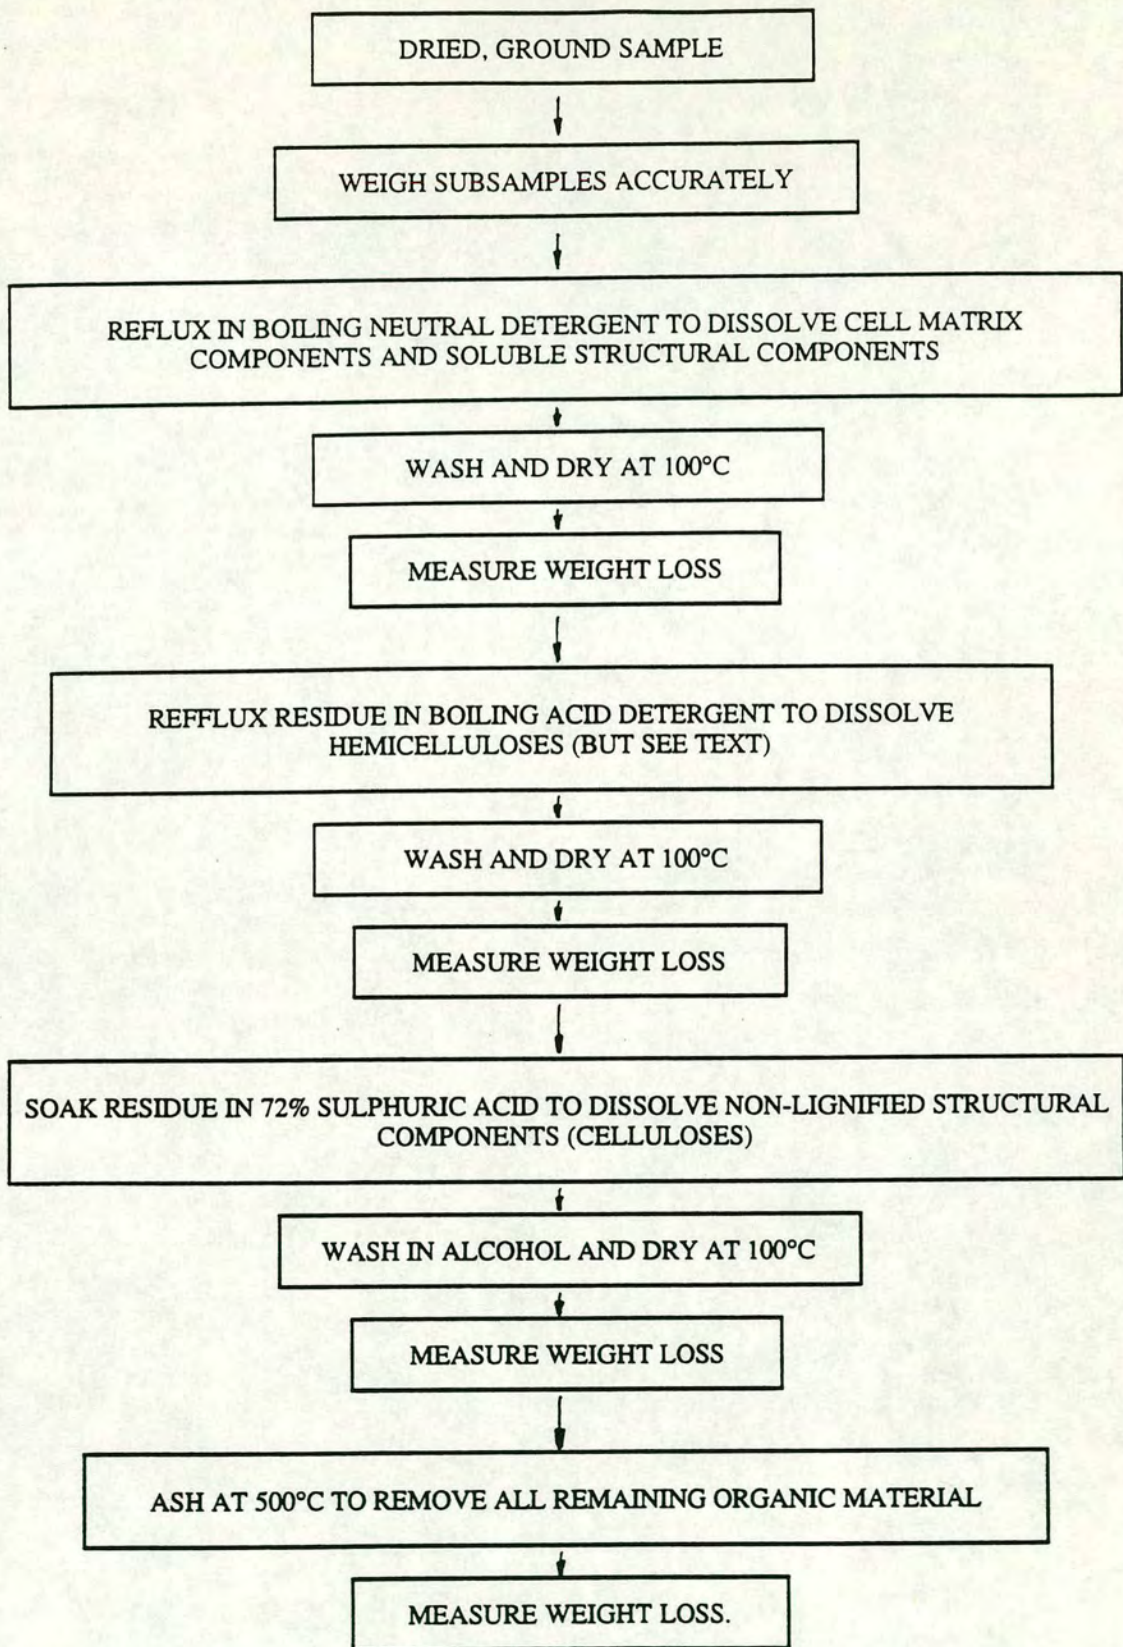 DRIED, GROUND SAMPLE
WEIGH SUBSAMPLES ACCURATELY
REFLUX IN BOILING NEUTRAL DETERGENT TO DISSOLVE CELL MATRIX
COMPONENTS AND SOLUBLE STRUCTURAL COMPONENTS
WASH AND DRY AT 100°C
MEASURE WEIGHT LOSS
REFFLUX RESIDUE IN BOILING ACID DETERGENT TO DISSOLVE
HEMICELLULOSES (BUT SEE TEXT)
WASH AND DRY AT 100°C
MEASURE WEIGHT LOSS
SOAK RESIDUE IN 72% SULPHURIC ACID TO DISSOLVE NON-LIGNIFIED STRUCTURAL
COMPONENTS (CELLULOSES)
WASH IN ALCOHOL AND DRY AT 100°C
MEASURE WEIGHT LOSS
ASH AT 500°C TO REMOVE ALL REMAINING ORGANIC MATERIAL
MEASURE WEIGHT LOSS.